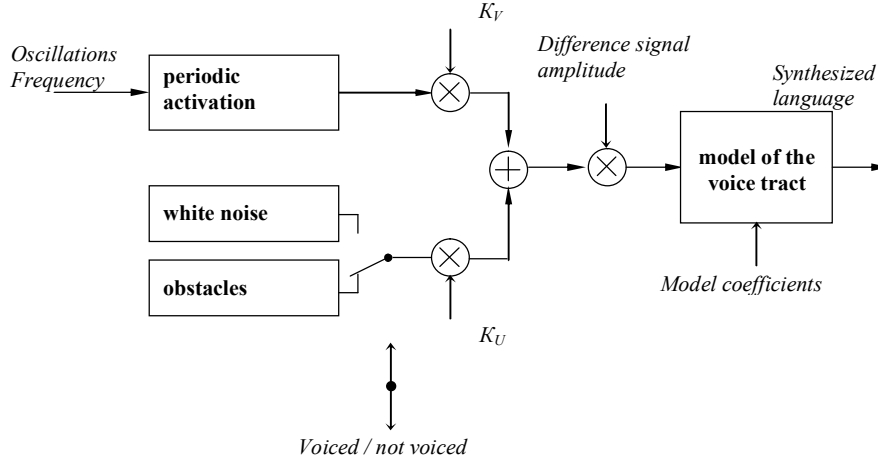 K_V
Oscillations
Frequency
periodic
activation
Difference signal
amplitude
Synthesized
language
model of the
voice tract
white noise
obstacles
Model coefficients
K_U
Voiced / not voiced